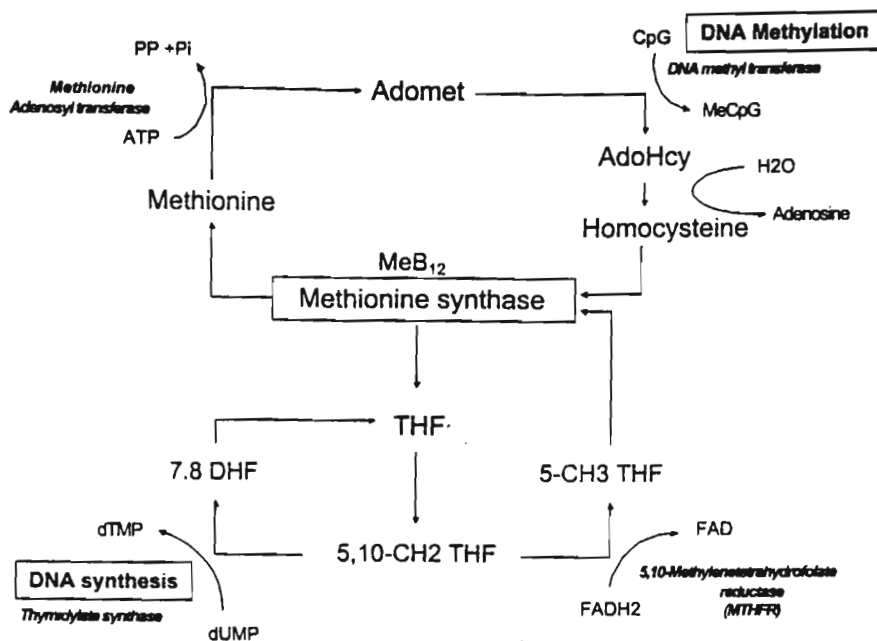 PP +Pi
Methionine
Adenosyl transferase
ATP
Adomet
CpG
DNA Methylation
DNA methyl transferase
MeCpG
AdoHcy
H2O
Adenosine
Methionine
Homocysteine
MeB12
Methionine synthase
THF
7.8 DHF
5-CH3 THF
dTMP
5,10-CH2 THF
FAD
DNA synthesis
Thymidylate synthase
dUMP
FADH2
5,10-Methylenetetrahydrofolate
reductase
(MTHFR)